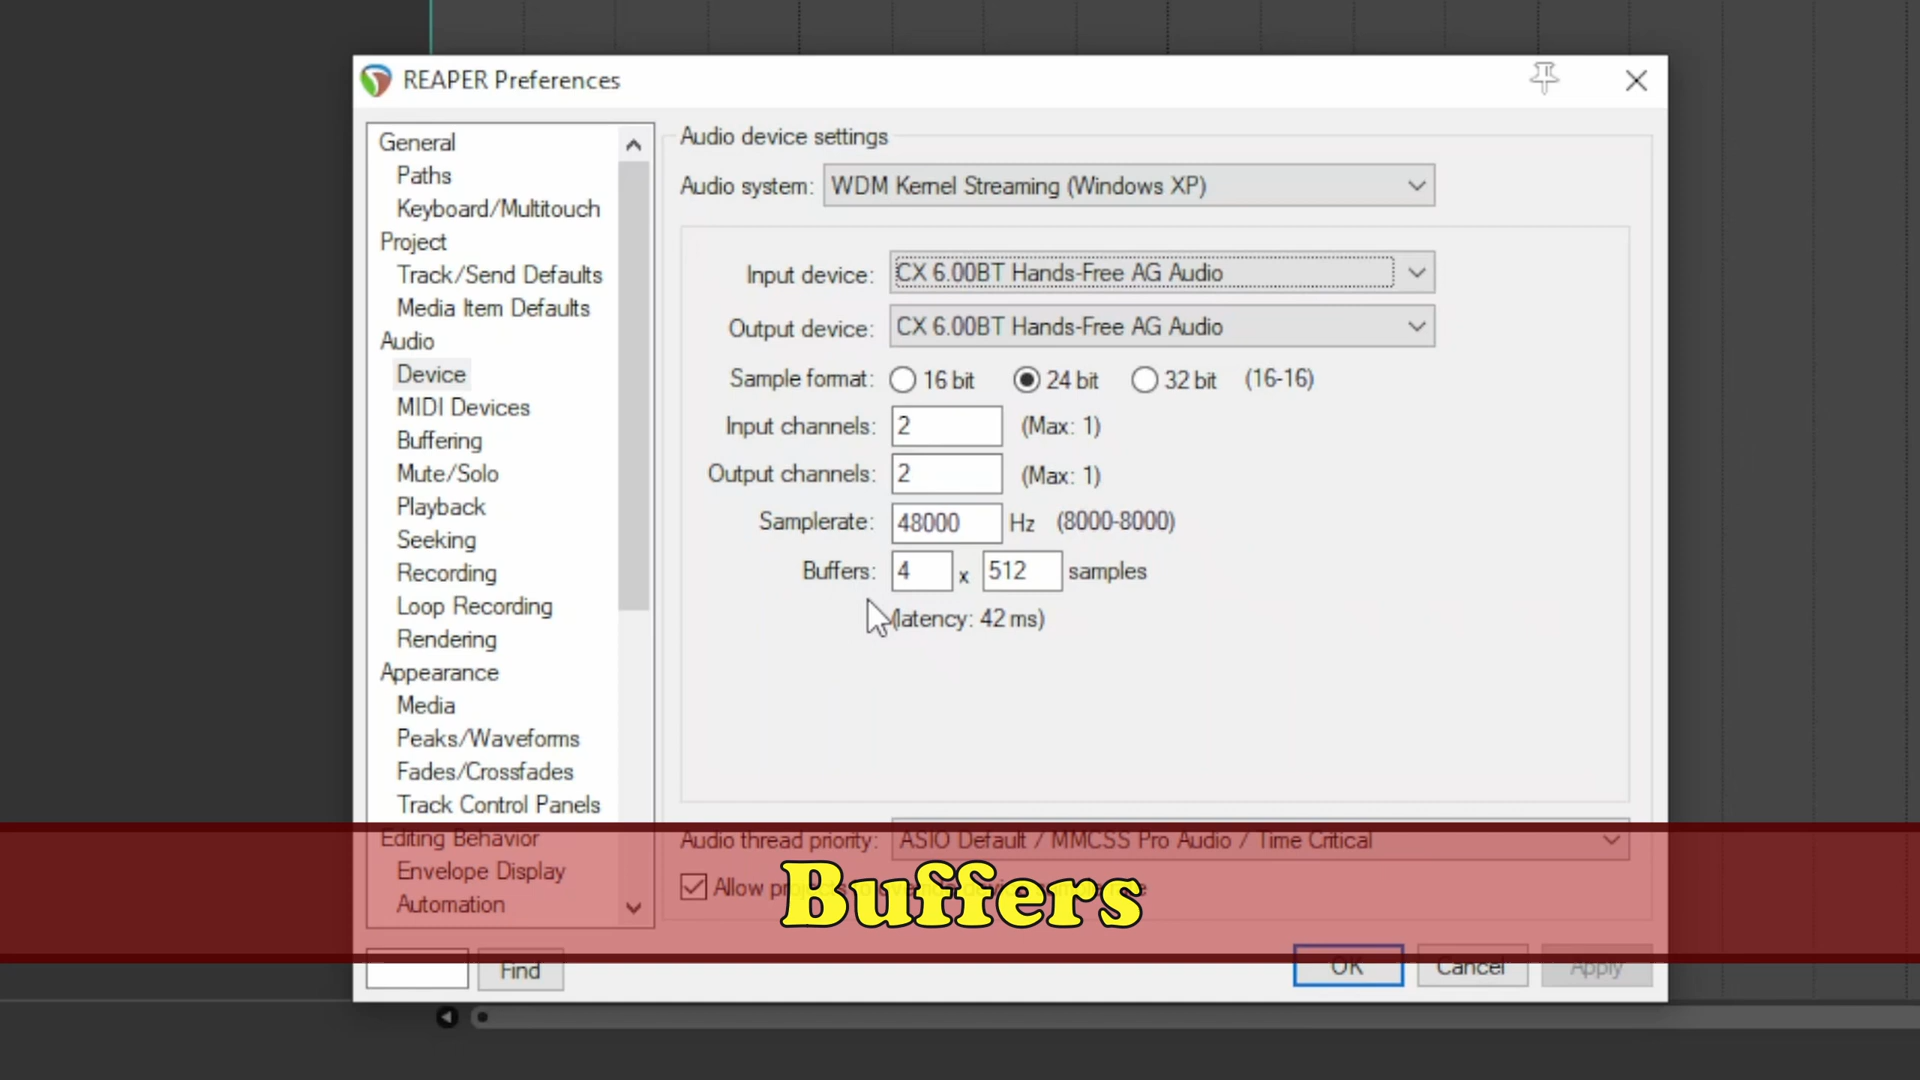 REAPER Preferences
General
Paths
Keyboard/Multitouch
Project
Track/Send Defaults
Media Item Defaults
Audio
Device
MIDI Devices
Buffering
Mute/Solo
Playback
Seeking
Recording
Loop Recording
Rendering
Appearance
Media
Peaks/Waveforms
Fades/Crossfades
Track Control Panels
Editing Behavior
Envelope Display
Automation
Find
Audio device settings
Audio system: WDM Kernel Streaming (Windows XP)
Input device: CX 6.00BT Hands-Free AG Audio
Output device: CX 6.00BT Hands-Free AG Audio
Sample format: 16 bit 24 bit 32 bit (16-16)
Input channels: 2 (Max: 1)
Output channels: 2 (Max: 1)
Samplerate: 48000 Hz (8000-8000)
Buffers: 4 x 512 samples
(latency: 42 ms)
Audio thread priority: ASIO Default / MMCSS Pro Audio / Time Critical
Allow
Buffers
OK Cancel Apply